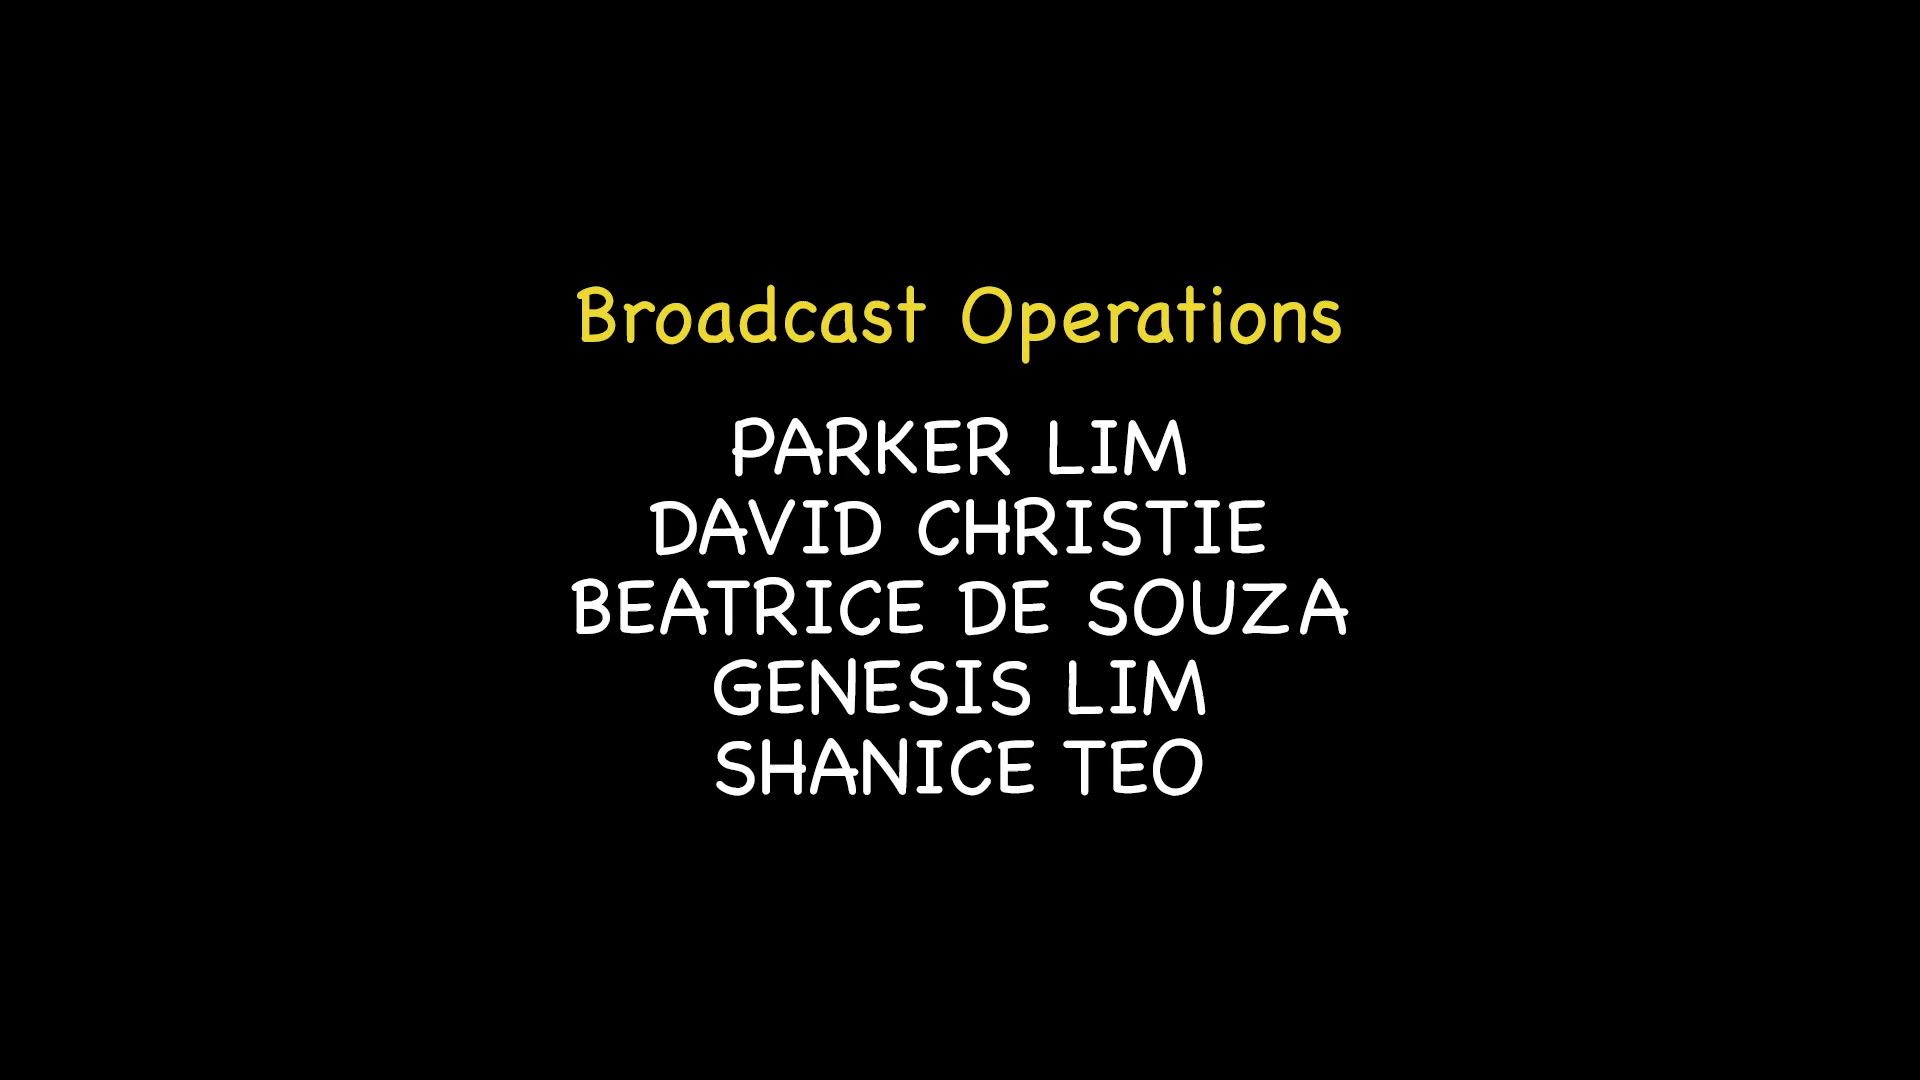 Broadcast Operations
PARKER LIM
DAVID CHRISTIE
BEATRICE DE SOUZA
GENESIS LIM
SHANICE TEO